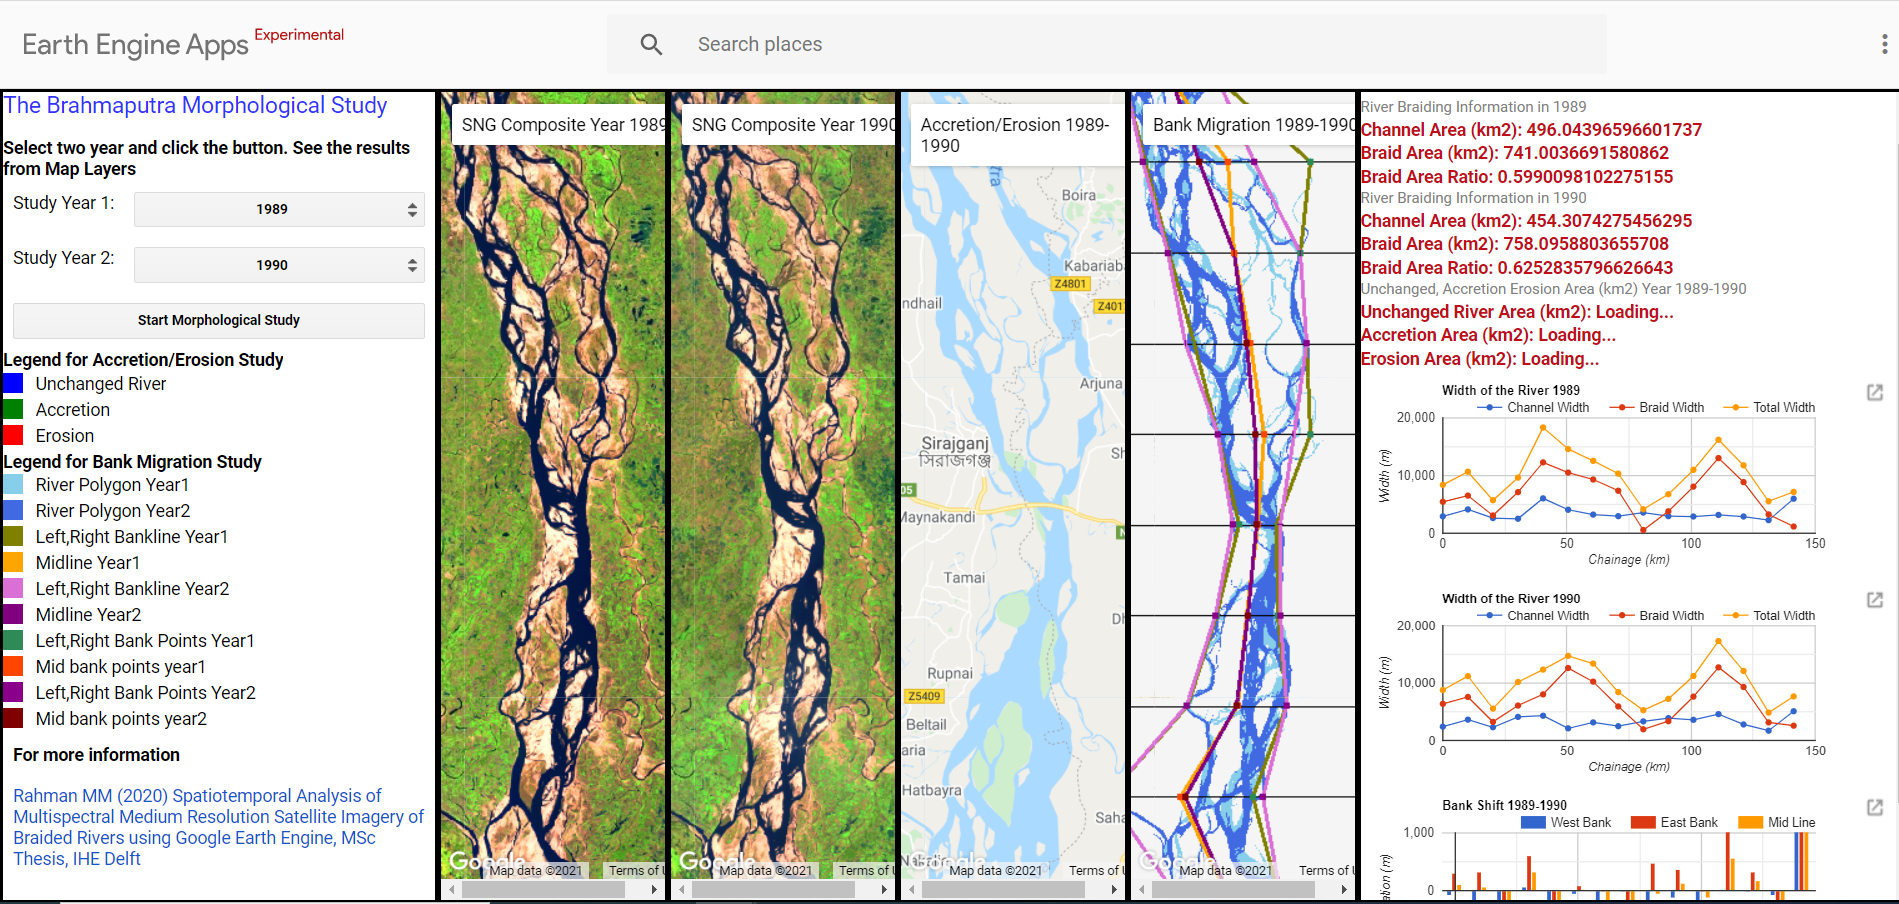 Earth Engine Apps Experimental
Search places
The Brahmaputra Morphological Study
Select two year and click the button. See the results
from Map Layers
Study Year 1:
1989
Study Year 2:
1990
Start Morphological Study
Legend for Accretion/Erosion Study
Unchanged River
Accretion
Erosion
Legend for Bank Migration Study
River Polygon Year1
River Polygon Year2
Left,Right Bankline Year1
Midline Year1
Left,Right Bankline Year2
Midline Year2
Left,Right Bank Points Year1
Mid bank points year1
Left,Right Bank Points Year2
Mid bank points year2
For more information
Rahman MM (2020) Spatiotemporal Analysis of
Multispectral Medium Resolution Satellite Imagery of
Braided Rivers using Google Earth Engine, MSc
Thesis, IHE Delft
SNG Composite Year 1989
Google
Map data ©2021
Terms of U
SNG Composite Year 1990
Google
Map data ©2021
Terms of U
Accretion/Erosion 1989-
1990
Boira
Kabariab
Z4801
Z401
ndhail
Arjuna
Sirajganj
সিরাজগঞ্জ
Sh
05
Maynakandi
N
Tamai
Dh
Rupnai
Z5409
Beltail
aria
Hatbayra
Saha
Google
Map data ©2021
Terms of U
Bank Migration 1989-1990
Google
Map data ©2021
Terms of U
River Braiding Information in 1989
Channel Area (km2): 496.04396596601737
Braid Area (km2): 741.0036691580862
Braid Area Ratio: 0.5990098102275155
River Braiding Information in 1990
Channel Area (km2): 454.3074275456295
Braid Area (km2): 758.0958803655708
Braid Area Ratio: 0.6252835796626643
Unchanged, Accretion Erosion Area (km2) Year 1989-1990
Unchanged River Area (km2): Loading...
Accretion Area (km2): Loading...
Erosion Area (km2): Loading...
Width of the River 1989
Channel Width Braid Width Total Width
20,000
10,000
0
Width (m)
0 50 100 150
Chainage (km)
Width of the River 1990
Channel Width Braid Width Total Width
20,000
10,000
0
Width (m)
0 50 100 150
Chainage (km)
Bank Shift 1989-1990
West Bank East Bank Mid Line
1,000
0
ation (m)